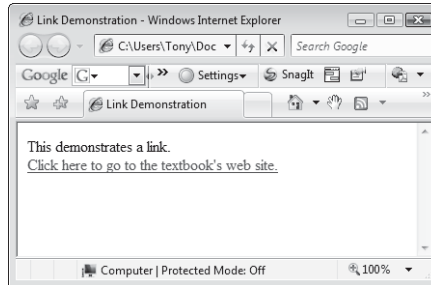 Link Demonstration - Windows Internet Explorer
C:\Users\Tony\Doc Search Google
Google G Settings SnagIt
Link Demonstration
This demonstrates a link.
Click here to go to the textbook's web site.
Computer | Protected Mode: Off 100%